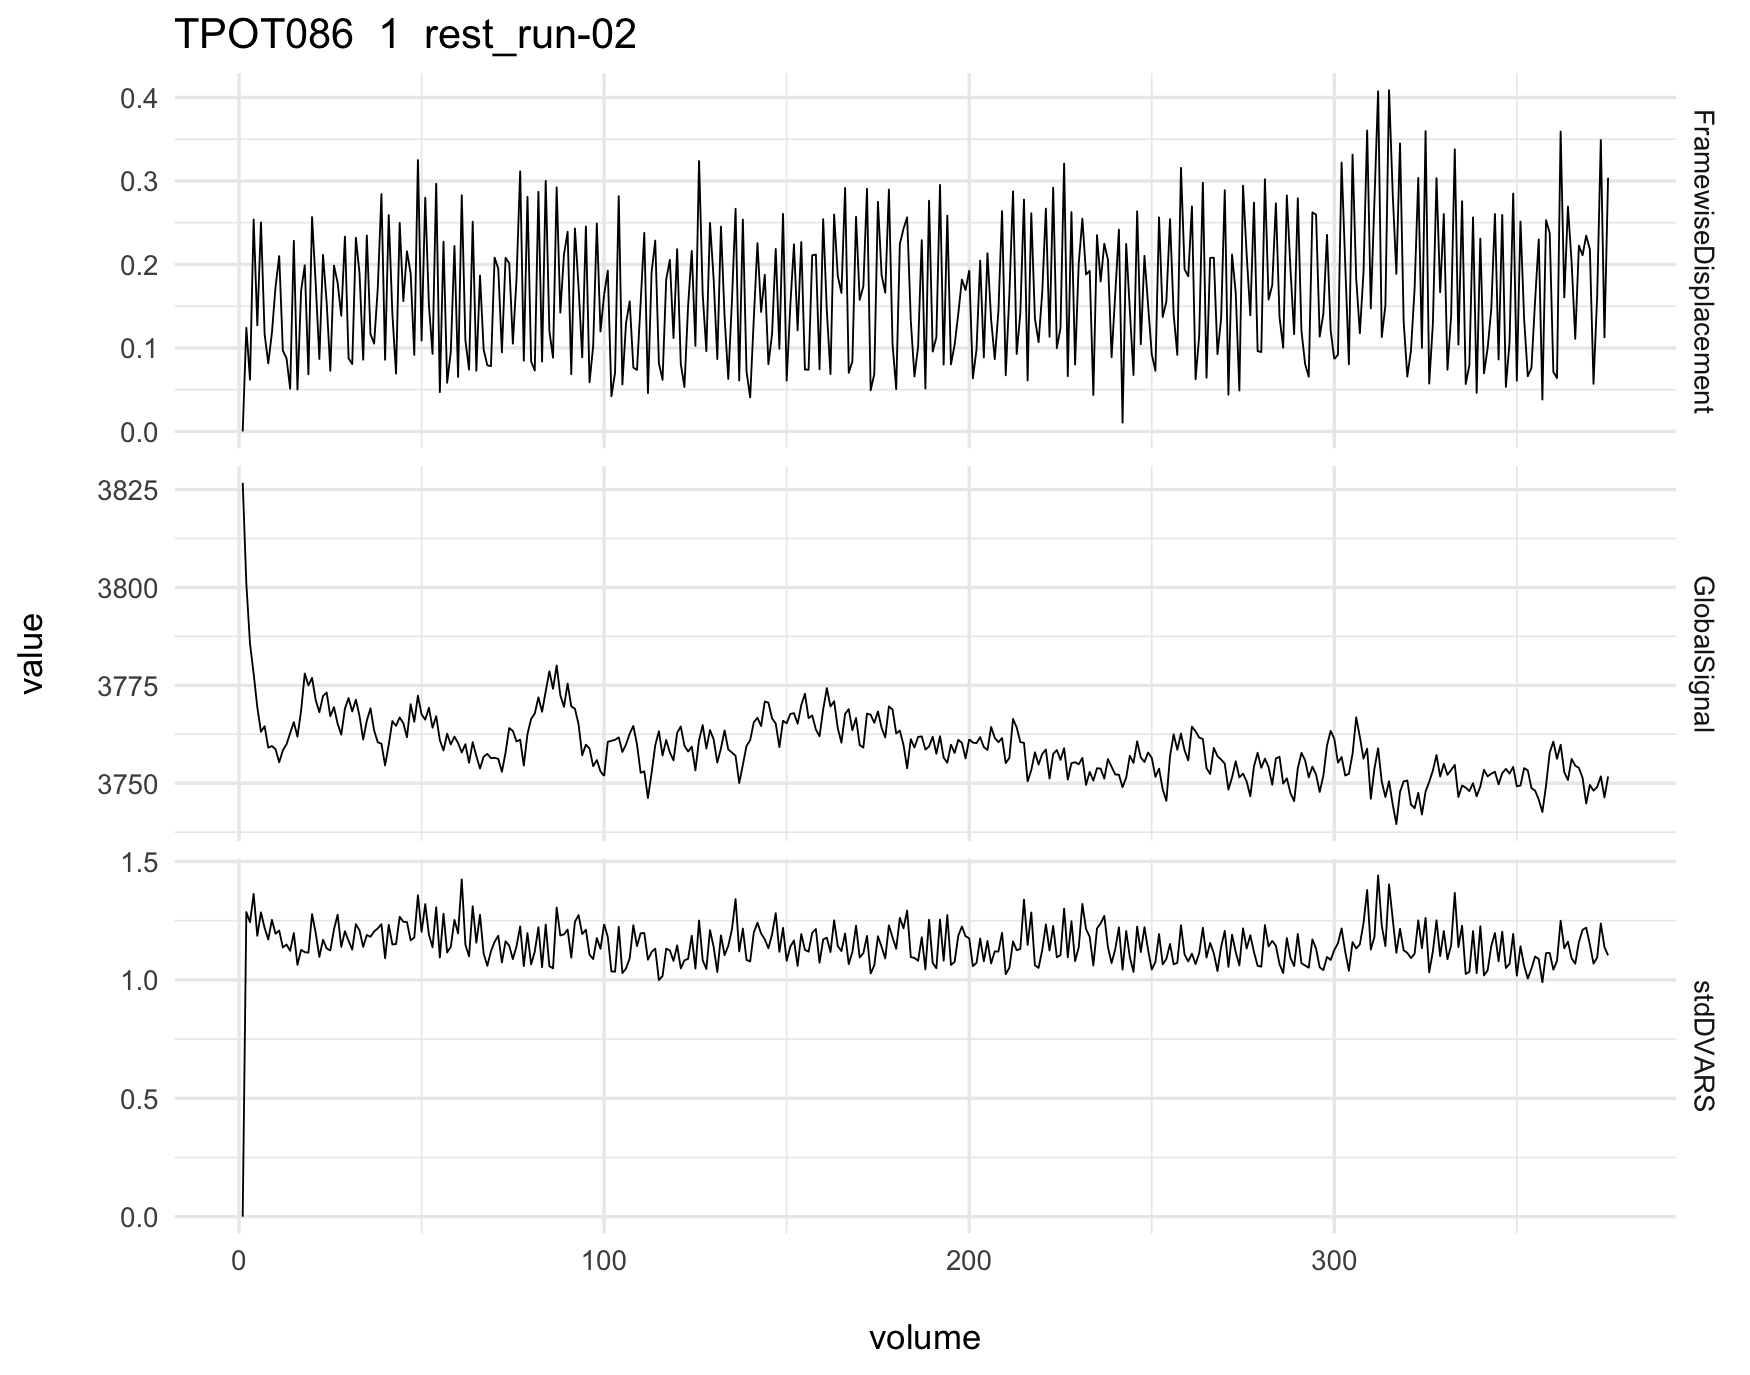 TPOT086 1 rest_run-02
0.4
0.3
0.2
0.1
0.0
FramewiseDisplacement
3825
3800
3775
3750
GlobalSignal
value
1.5
1.0
0.5
0.0
stdDVARS
0 100 200 300
volume